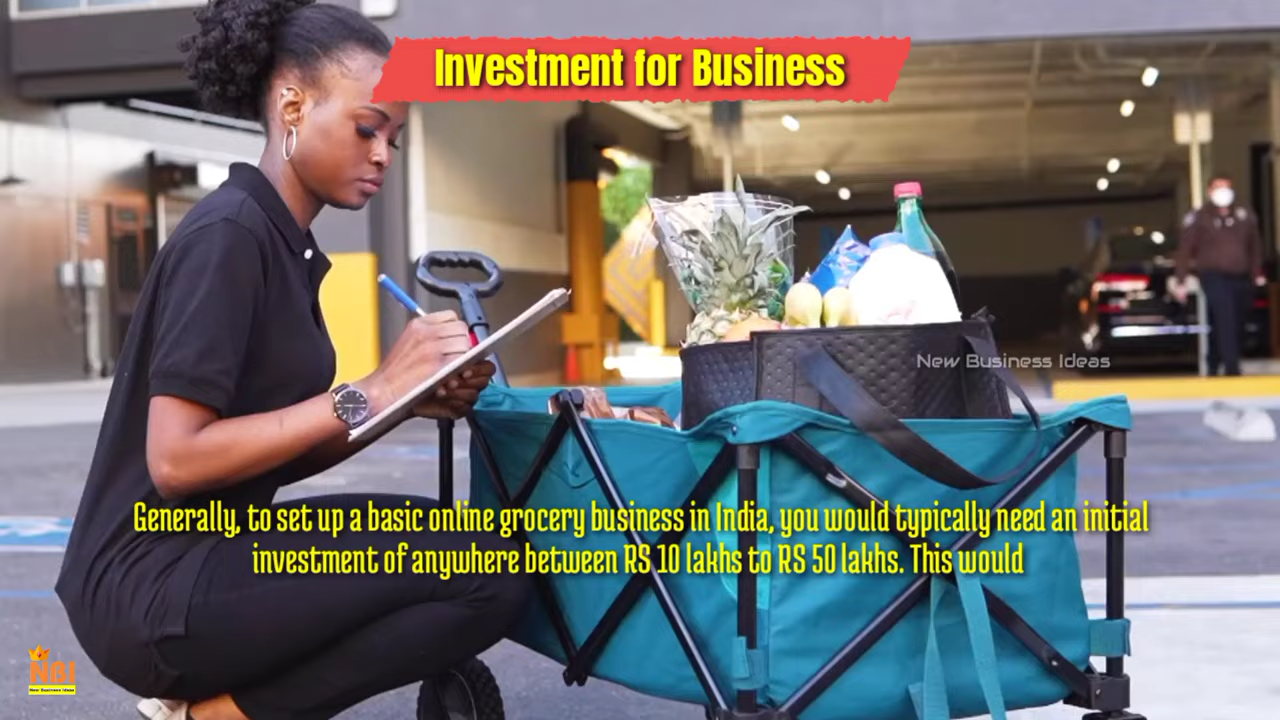 Investment for Business
New Business Ideas
Generally, to set up a basic online grocery business in India, you would typically need an initial
investment of anywhere between RS 10 lakhs to RS 50 lakhs. This would
NBI
New Business Ideas